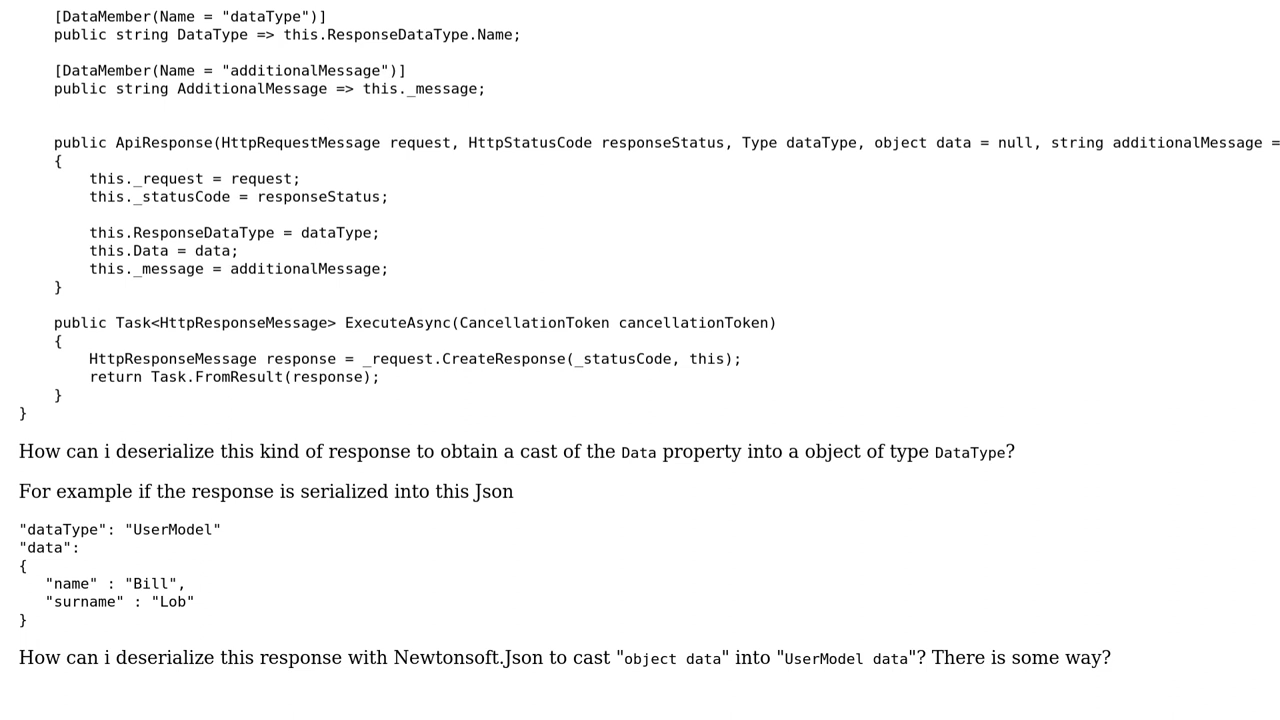 [DataMember(Name = "dataType")]
public string DataType => this.ResponseDataType.Name;
[DataMember(Name = "additionalMessage")]
public string AdditionalMessage => this._message;
public ApiResponse(HttpRequestMessage request, HttpStatusCode responseStatus, Type dataType, object data = null, string additionalMessage =
{
this._request = request;
this._statusCode = responseStatus;
this.ResponseDataType = dataType;
this.Data = data;
this._message = additionalMessage;
}
public Task<HttpResponseMessage> ExecuteAsync(CancellationToken cancellationToken)
{
HttpResponseMessage response = _request.CreateResponse(_statusCode, this);
return Task.FromResult(response);
}
}
How can i deserialize this kind of response to obtain a cast of the Data property into a object of type DataType?
For example if the response is serialized into this Json
"dataType": "UserModel"
"data":
{
"name" : "Bill",
"surname" : "Lob"
}
How can i deserialize this response with Newtonsoft.Json to cast "object data" into "UserModel data"? There is some way?